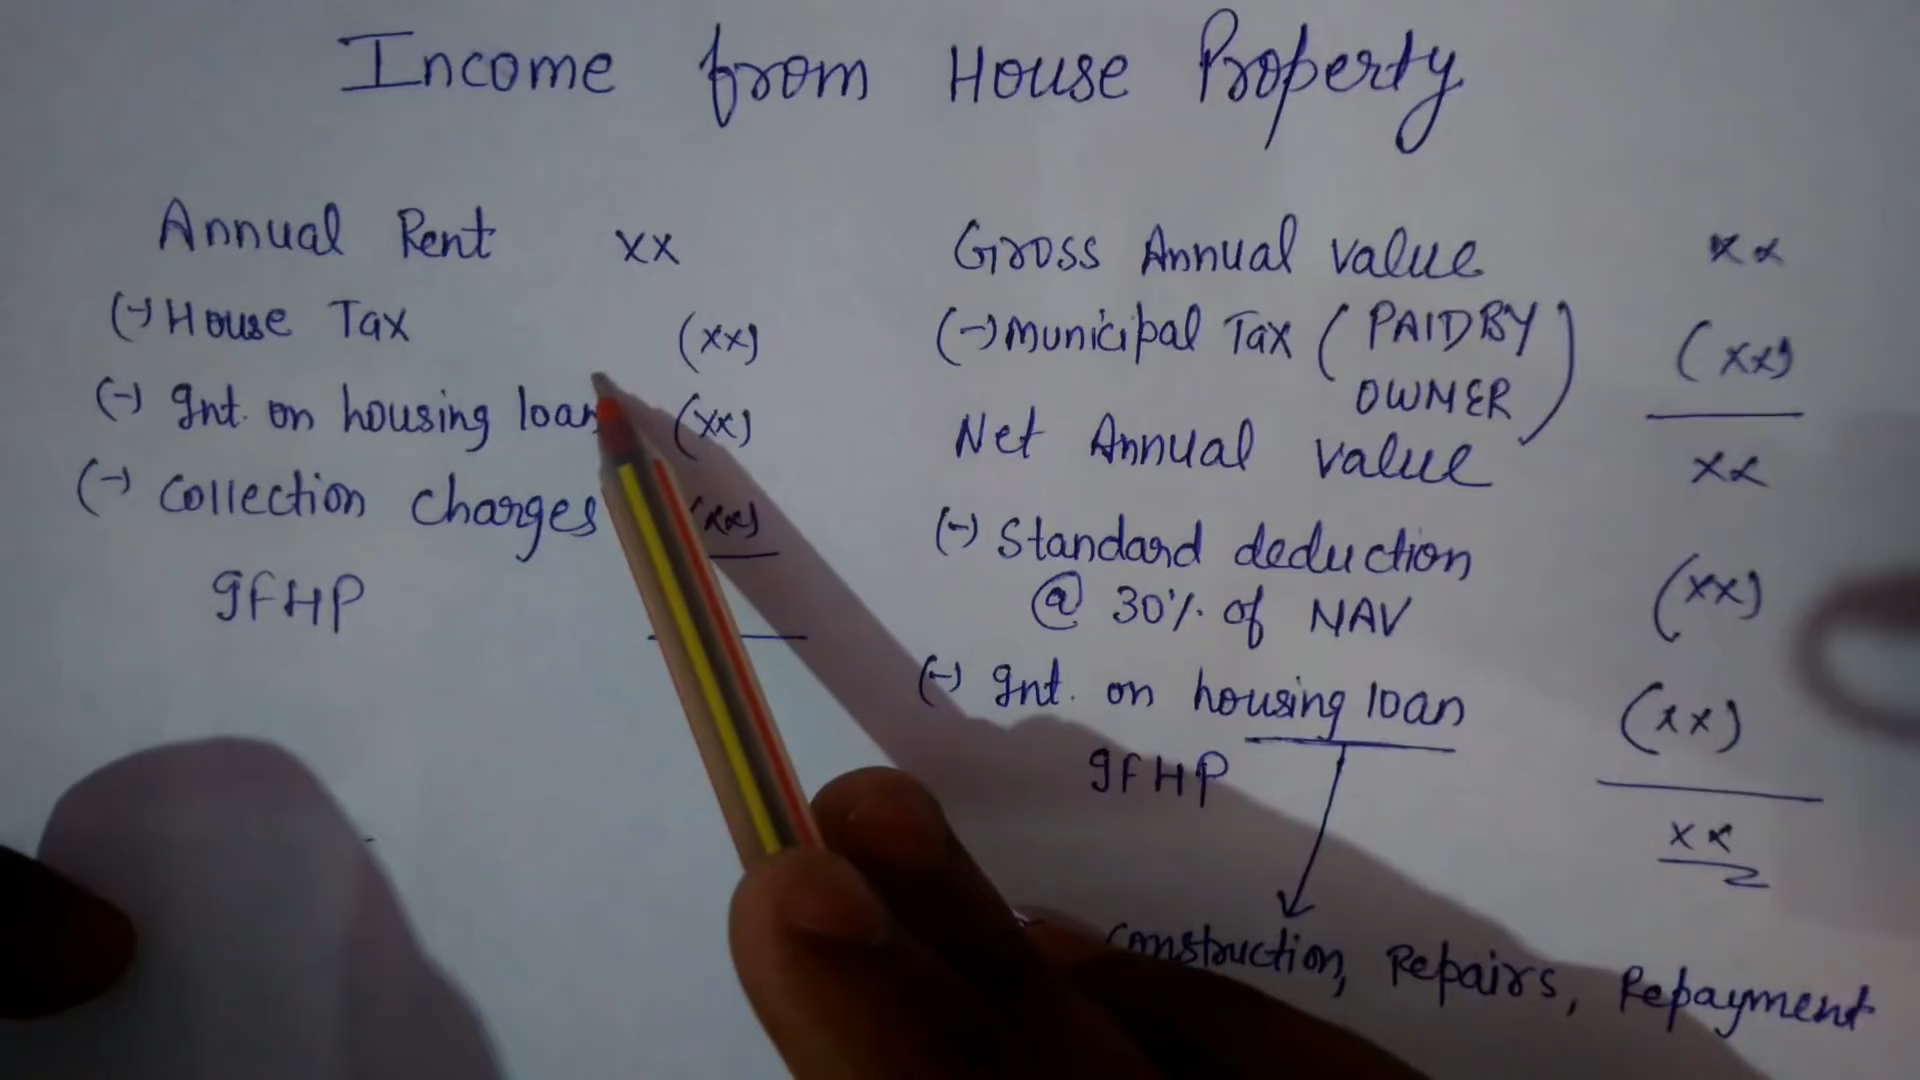 Income from House Property
Annual Rent xx
(-) House Tax (xx)
(-) Int. on housing loan (xx)
(-) Collection charges (xx)
IFHP
Gross Annual value xx
(-) Municipal Tax (PAID BY OWNER) (xx)
Net Annual value xx
(-) Standard deduction
@ 30% of NAV (xx)
(-) Int. on housing loan (xx)
IFHP xx
Construction, Repairs, Repayment